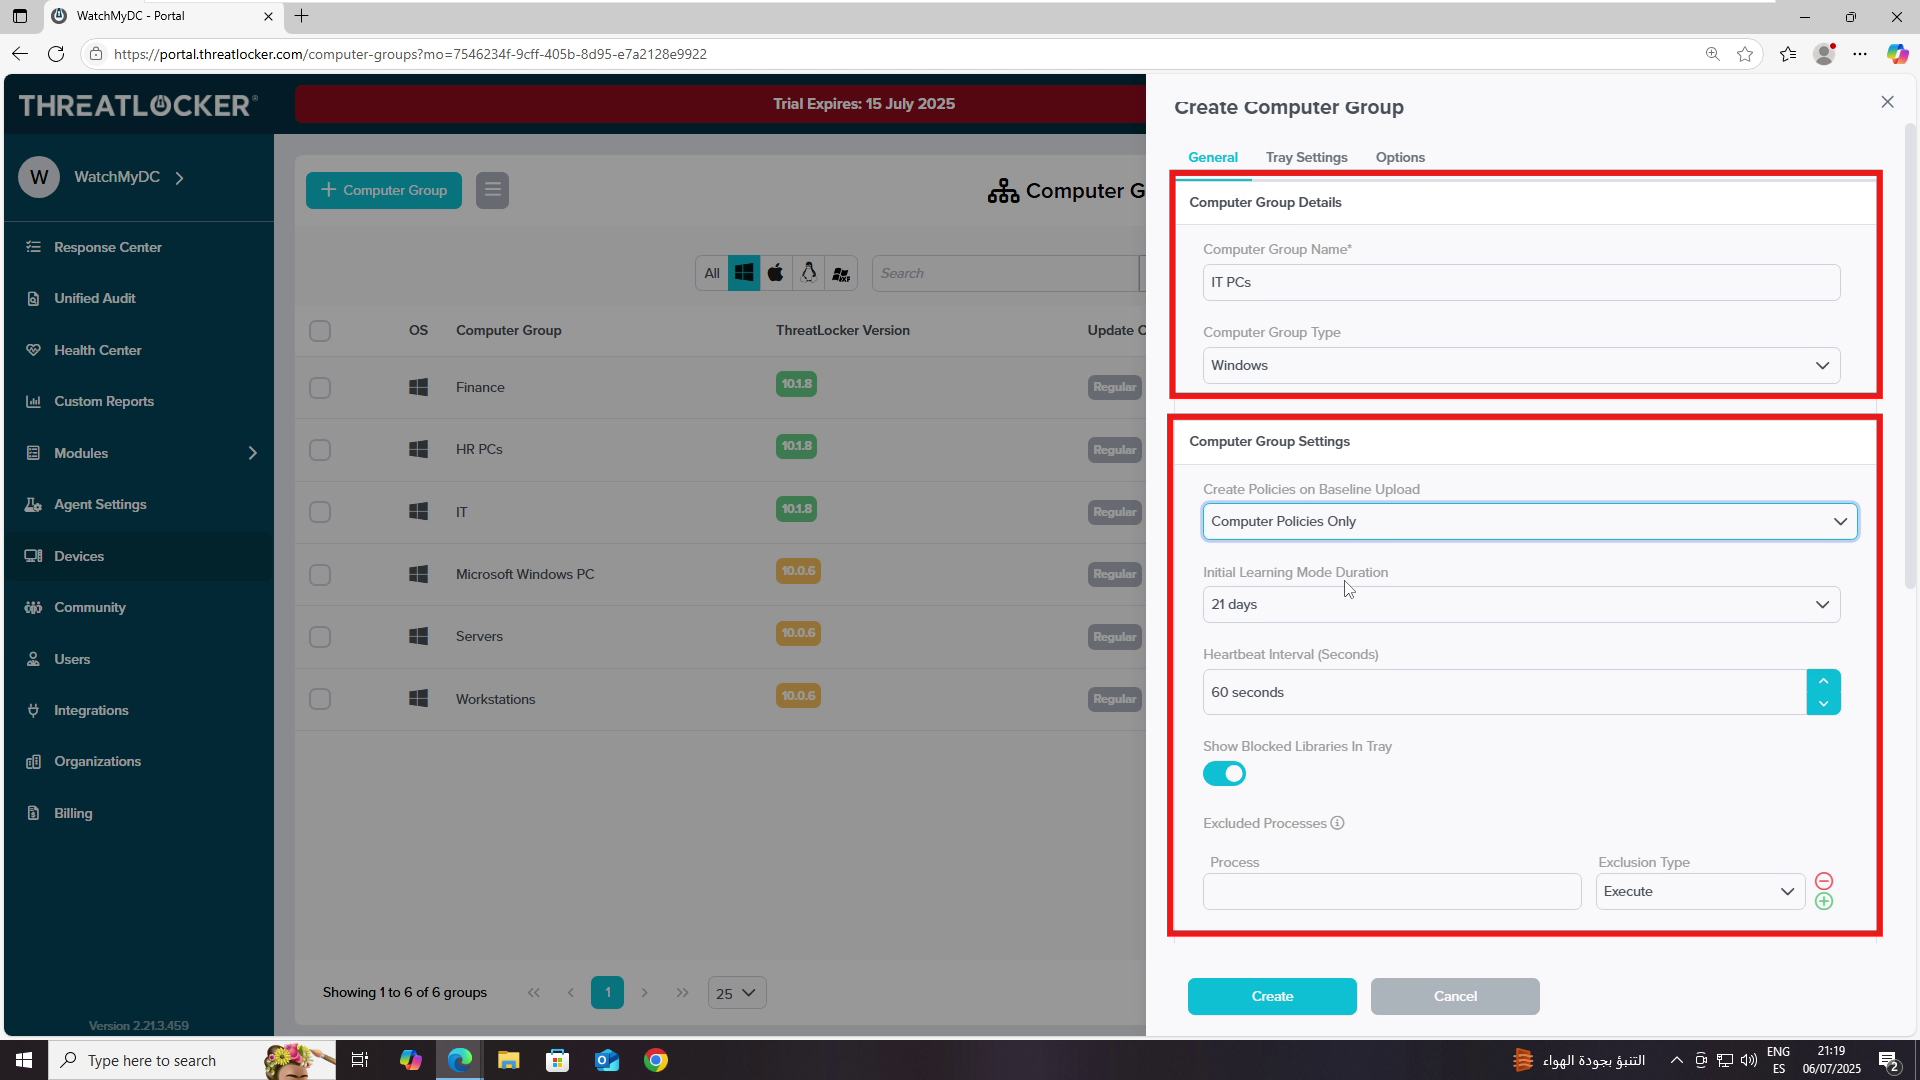 WatchMyDC - Portal
https://portal.threatlocker.com/computer-groups?mo=7546234f-9cff-405b-8d95-e7a2128e9922
THREATLOCKER®
Trial Expires: 15 July 2025
W WatchMyDC
Response Center
Unified Audit
Health Center
Custom Reports
Modules
Agent Settings
Devices
Community
Users
Integrations
Organizations
Billing
Version 2.21.3.459
+ Computer Group
Computer G
All
Search
OS Computer Group ThreatLocker Version Update C
Finance 10.1.8 Regular
HR PCs 10.1.8 Regular
IT 10.1.8 Regular
Microsoft Windows PC 10.0.6 Regular
Servers 10.0.6 Regular
Workstations 10.0.6 Regular
Showing 1 to 6 of 6 groups
1
25
Create Computer Group
General Tray Settings Options
Computer Group Details
Computer Group Name*
IT PCs
Computer Group Type
Windows
Computer Group Settings
Create Policies on Baseline Upload
Computer Policies Only
Initial Learning Mode Duration
21 days
Heartbeat Interval (Seconds)
60 seconds
Show Blocked Libraries In Tray
Excluded Processes
Process Exclusion Type
Execute
Create Cancel
Type here to search
التنبؤ بجودة الهواء
ENG
ES
21:19
06/07/2025
2